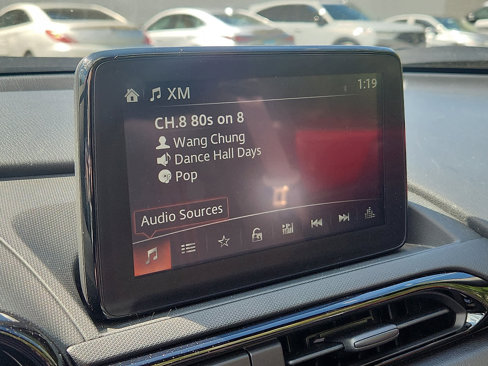 XM
1:19
CH.8 80s on 8
Wang Chung
Dance Hall Days
Pop
Audio Sources